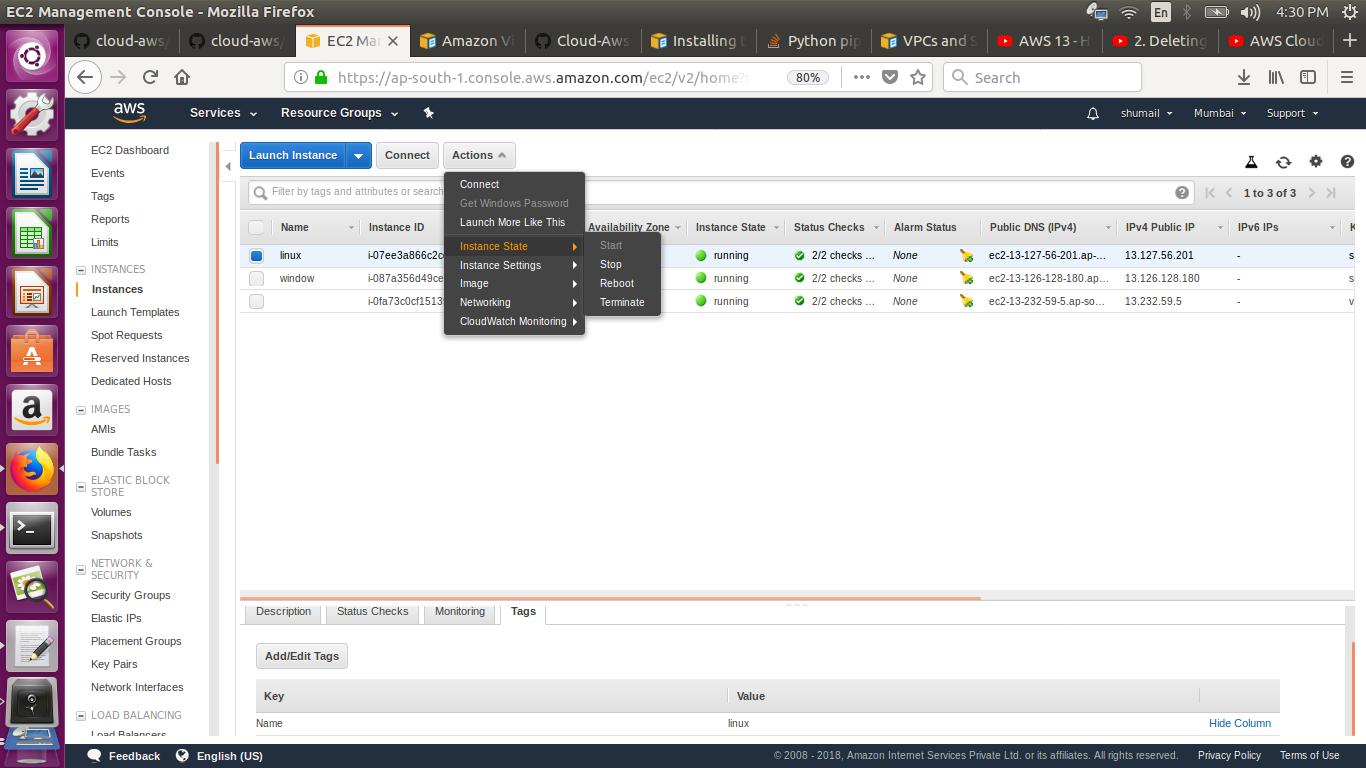 EC2 Management Console - Mozilla Firefox
En
4:30 PM
cloud-aws/
cloud-aws/
EC2 Ma
Amazon Vi
Cloud-Aws
Installing
Python pip
VPCs and S
AWS 13 - H
2. Deleting
AWS Cloud
https://ap-south-1.console.aws.amazon.com/ec2/v2/home?
80%
Search
aws
Services
Resource Groups
shumail
Mumbai
Support
EC2 Dashboard
Events
Tags
Reports
Limits
INSTANCES
Instances
Launch Templates
Spot Requests
Reserved Instances
Dedicated Hosts
IMAGES
AMIs
Bundle Tasks
ELASTIC BLOCK
STORE
Volumes
Snapshots
NETWORK &
SECURITY
Security Groups
Elastic IPs
Placement Groups
Key Pairs
Network Interfaces
LOAD BALANCING
Load Balancers
Launch Instance
Connect
Actions
Filter by tags and attributes or search
1 to 3 of 3
Connect
Get Windows Password
Launch More Like This
Instance State
Instance Settings
Image
Networking
CloudWatch Monitoring
Start
Stop
Reboot
Terminate
Name Instance ID Availability Zone Instance State Status Checks Alarm Status Public DNS (IPv4) IPv4 Public IP IPv6 IPs K
linux i-07ee3a866c2c running 2/2 checks ... None ec2-13-127-56-201.ap-... 13.127.56.201 - s
window i-087a356d49ce running 2/2 checks ... None ec2-13-126-128-180.ap... 13.126.128.180 - s
i-0fa73c0cf1513 running 2/2 checks ... None ec2-13-232-59-5.ap-so... 13.232.59.5 - v
Description
Status Checks
Monitoring
Tags
Add/Edit Tags
Key Value
Name linux Hide Column
Feedback
English (US)
© 2008 - 2018, Amazon Internet Services Private Ltd. or its affiliates. All rights reserved.
Privacy Policy
Terms of Use